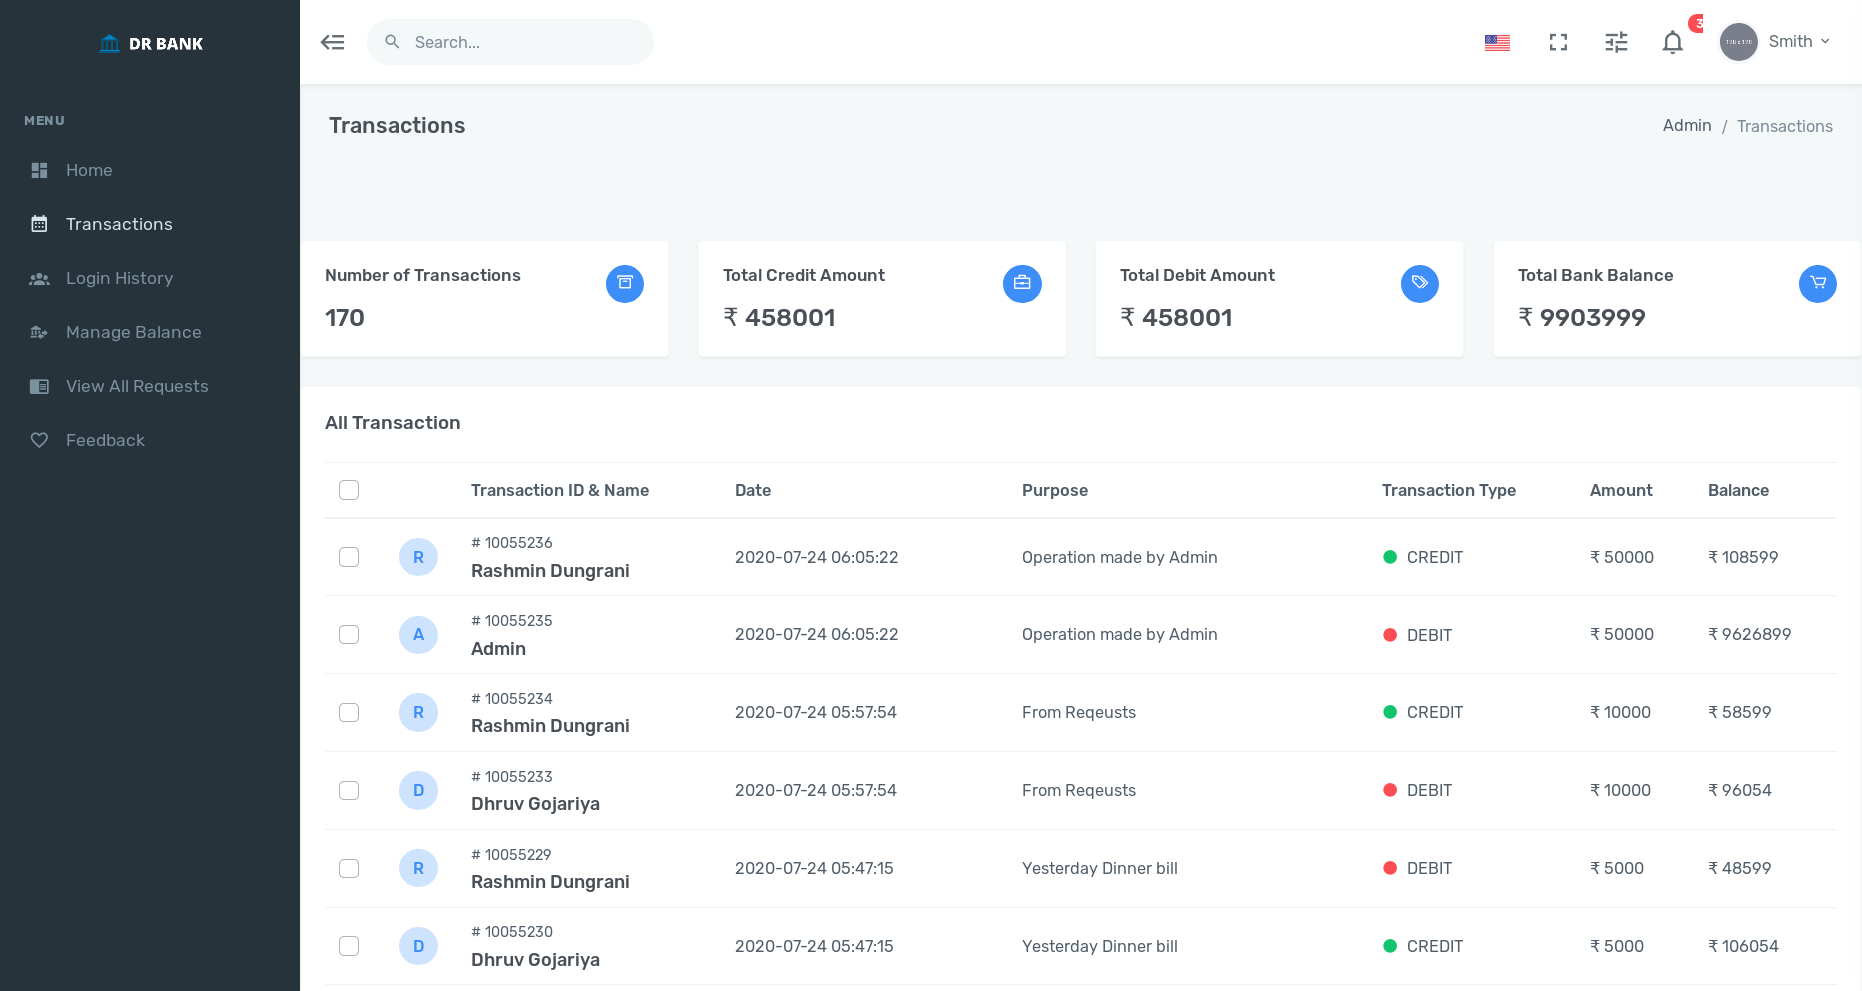 DR BANK
Search...
3
Smith
MENU
Home
Transactions
Login History
Manage Balance
View All Requests
Feedback
Transactions
Admin / Transactions
Number of Transactions
170
Total Credit Amount
₹ 458001
Total Debit Amount
₹ 458001
Total Bank Balance
₹ 9903999
All Transaction
Transaction ID & Name Date Purpose Transaction Type Amount Balance
# 10055236
R Rashmin Dungrani 2020-07-24 06:05:22 Operation made by Admin CREDIT ₹ 50000 ₹ 108599
# 10055235
A Admin 2020-07-24 06:05:22 Operation made by Admin DEBIT ₹ 50000 ₹ 9626899
# 10055234
R Rashmin Dungrani 2020-07-24 05:57:54 From Reqeusts CREDIT ₹ 10000 ₹ 58599
# 10055233
D Dhruv Gojariya 2020-07-24 05:57:54 From Reqeusts DEBIT ₹ 10000 ₹ 96054
# 10055229
R Rashmin Dungrani 2020-07-24 05:47:15 Yesterday Dinner bill DEBIT ₹ 5000 ₹ 48599
# 10055230
D Dhruv Gojariya 2020-07-24 05:47:15 Yesterday Dinner bill CREDIT ₹ 5000 ₹ 106054